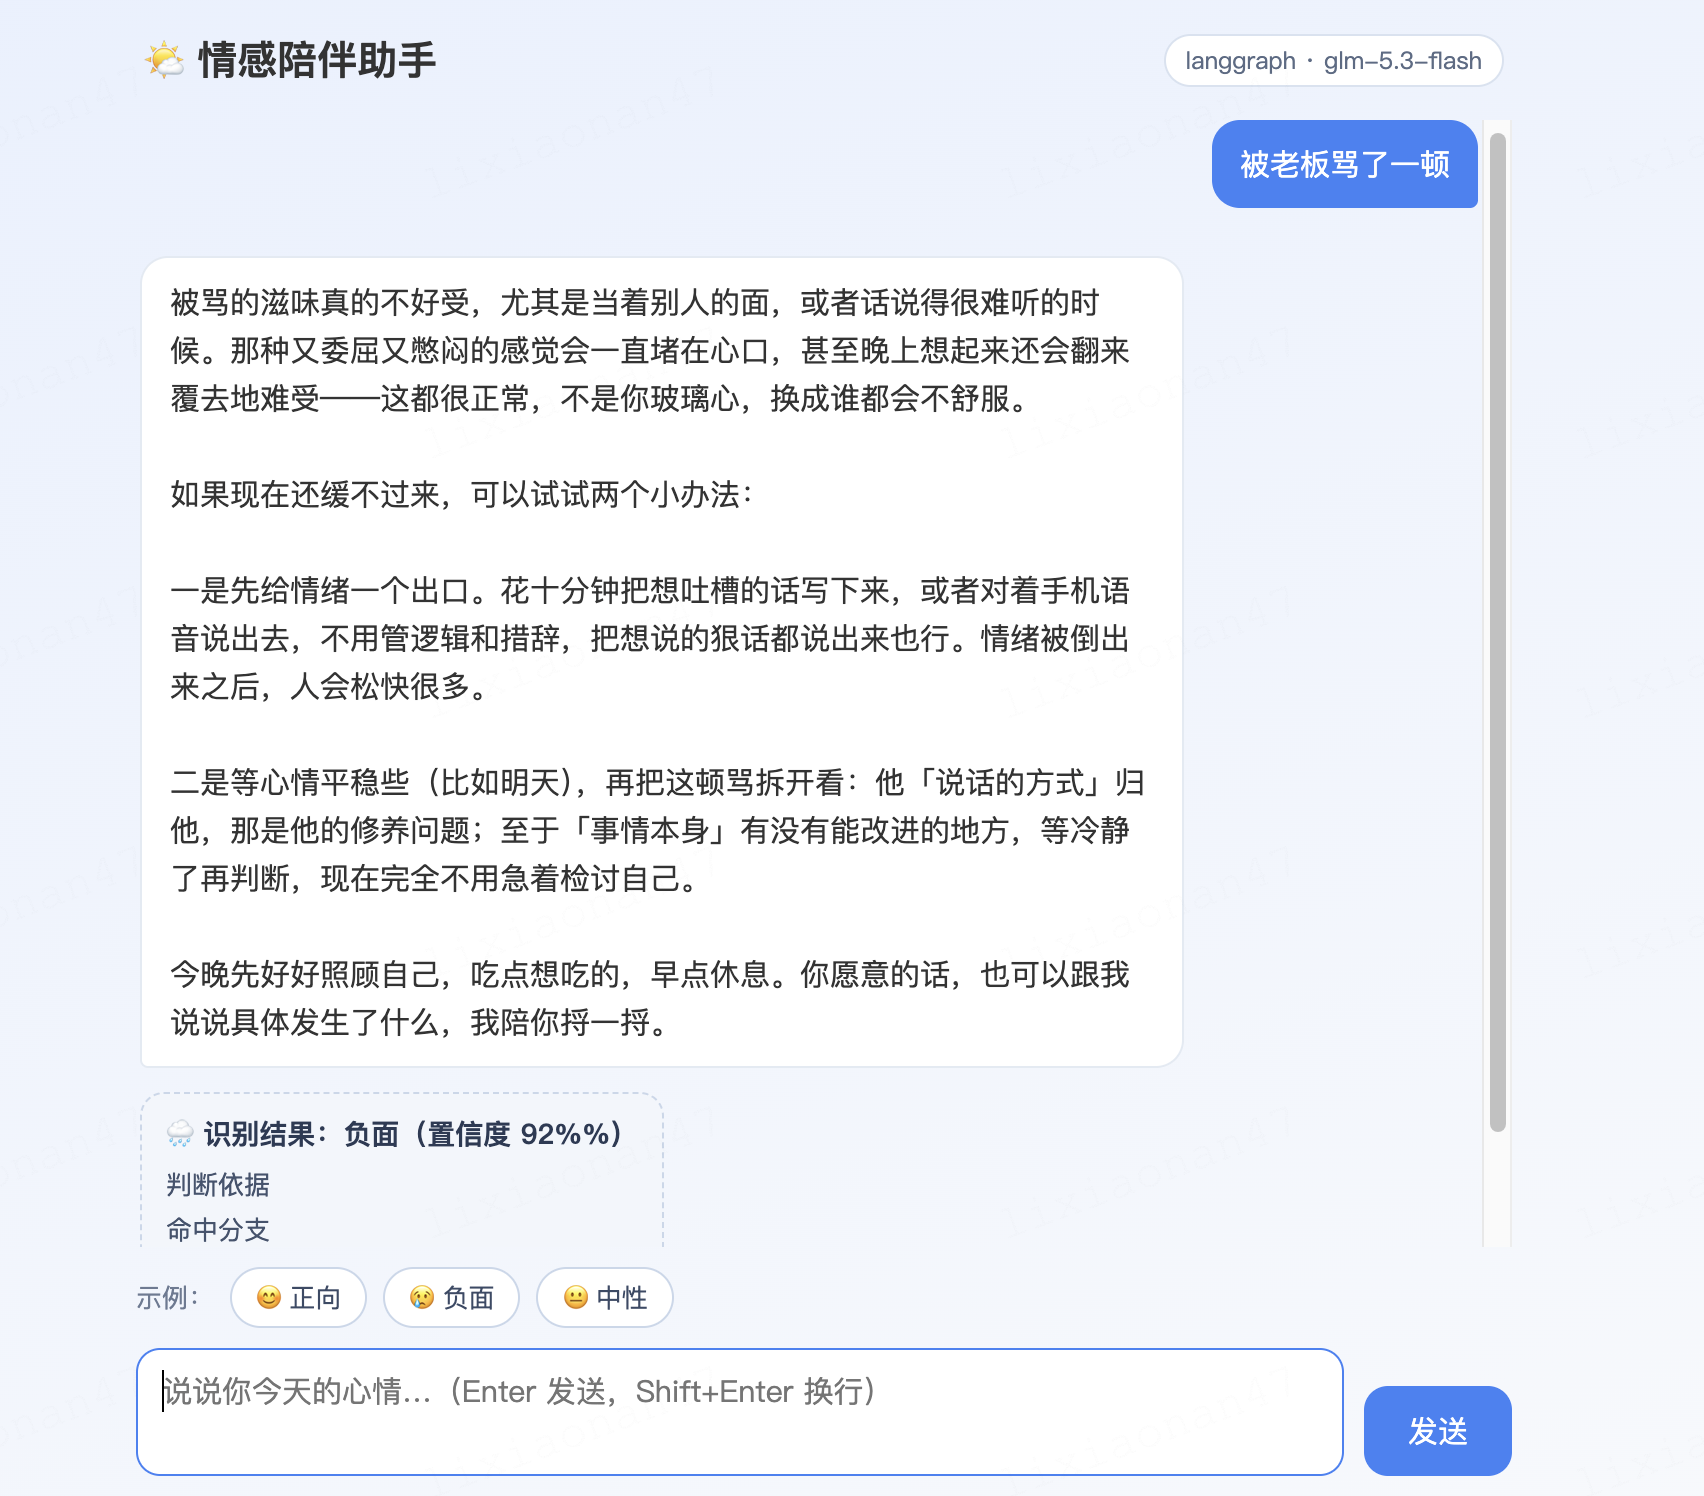 情感陪伴助手
langgraph · glm-5.3-flash
被老板骂了一顿
被骂的滋味真的不好受，尤其是当着别人的面，或者话说得很难听的时
候。那种又委屈又憋闷的感觉会一直堵在心口，甚至晚上想起来还会翻来
覆去地难受——这都很正常，不是你玻璃心，换成谁都会不舒服。
如果现在还缓不过来，可以试试两个小办法：
一是先给情绪一个出口。花十分钟把想吐槽的话写下来，或者对着手机语
音说出去，不用管逻辑和措辞，把想说的狠话都说出来也行。情绪被倒出
来之后，人会松快很多。
二是等心情平稳些（比如明天），再把这顿骂拆开看：他「说话的方式」归
他，那是他的修养问题；至于「事情本身」有没有能改进的地方，等冷静
了再判断，现在完全不用急着检讨自己。
今晚先好好照顾自己，吃点想吃的，早点休息。你愿意的话，也可以跟我
说说具体发生了什么，我陪你捋一捋。
识别结果：负面（置信度 92%%）
判断依据
命中分支
示例：
正向
负面
中性
说说你今天的心情...（Enter 发送，Shift+Enter 换行）
发送
lixiaonan47